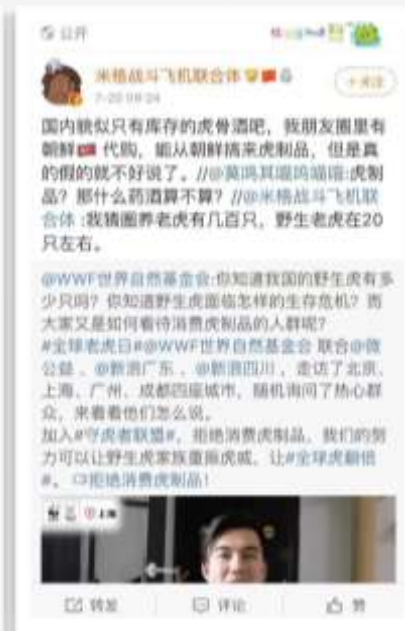 公开
米格战斗飞机联合体
+关注
7-29 08:24
国内貌似只有库存的虎骨酒吧，我朋友圈里有
朝鲜🇰🇵 代购，能从朝鲜搞来虎制品，但是真
的假的就不好说了。//@莫呜其喵呜喵喵:虎制
品？那什么药酒算不算？//@米格战斗飞机联
合体 :我猜圈养老虎有几百只，野生老虎在20
只左右。
@WWF世界自然基金会:你知道我国的野生虎有多
少只吗？你知道野生虎面临怎样的生存危机？而
大家又是如何看待消费虎制品的人群呢？
#全球老虎日#@WWF世界自然基金会 联合@微
公益 、@新浪广东 、@新浪四川 ，走访了北京、
上海、广州、成都四座城市，随机询问了热心群
众，来看看他们怎么说。
加入#守虎者联盟#，拒绝消费虎制品，我们的努
力可以让野生虎家族重振虎威，让#全球虎翻倍
#。 拒绝消费虎制品！
转发
评论
赞